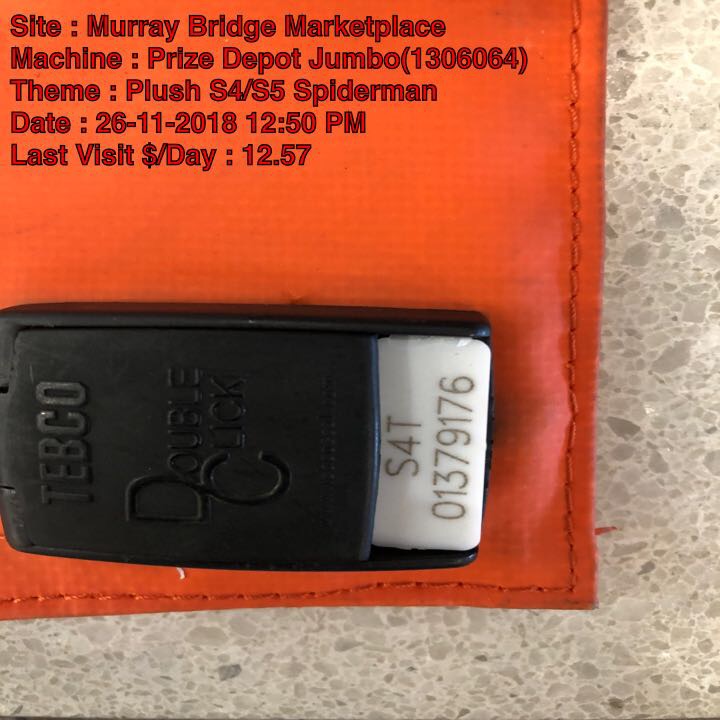 Site : Murray Bridge Marketplace
Machine : Prize Depot Jumbo(1306064)
Theme : Plush S4/S5 Spiderman
Date : 26-11-2018 12:50 PM
Last Visit $/Day : 12.57
TEBCO
DOUBLE
CLICK
S4T
01379176